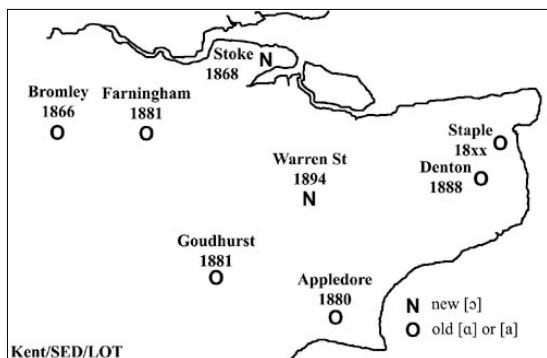 Stoke
N
1868
Bromley
1866
O
Farningham
1881
O
Staple
18xx
O
Warren St
1894
N
Denton
1888
O
Goudhurst
1881
O
Appledore
1880
O
N new [ɔ]
O old [ɑ] or [a]
Kent/SED/LOT